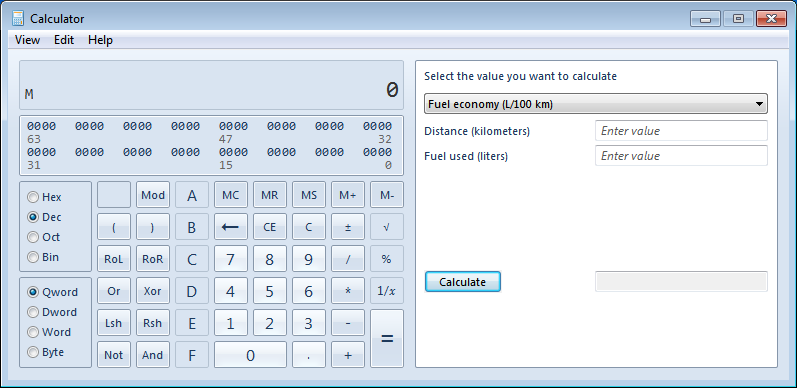 Calculator
View Edit Help
M 0
0000 0000 0000 0000 0000 0000 0000 0000
63 47 32
0000 0000 0000 0000 0000 0000 0000 0000
31 15 0
Hex
Dec
Oct
Bin
Qword
Dword
Word
Byte
Mod A MC MR MS M+ M-
( ) B ← CE C ± √
RoL RoR C 7 8 9 / %
Or Xor D 4 5 6 * 1/x
Lsh Rsh E 1 2 3 - =
Not And F 0 . +
Select the value you want to calculate
Fuel economy (L/100 km)
Distance (kilometers) Enter value
Fuel used (liters) Enter value
Calculate